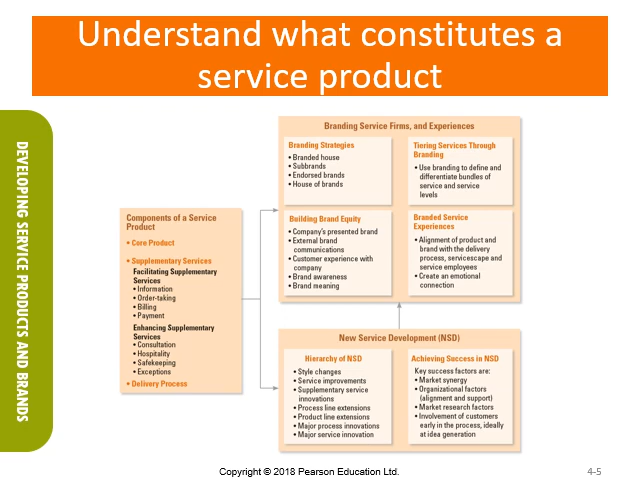 Understand what constitutes a
service product
DEVELOPING SERVICE PRODUCTS AND BRANDS
Components of a Service
Product
• Core Product
• Supplementary Services
Facilitating Supplementary
Services
• Information
• Order-taking
• Billing
• Payment
Enhancing Supplementary
Services
• Consultation
• Hospitality
• Safekeeping
• Exceptions
• Delivery Process
Branding Service Firms, and Experiences
Branding Strategies
• Branded house
• Subbrands
• Endorsed brands
• House of brands
Tiering Services Through
Branding
• Use branding to define and
differentiate bundles of
service and service
levels
Building Brand Equity
• Company's presented brand
• External brand
communications
• Customer experience with
company
• Brand awareness
• Brand meaning
Branded Service
Experiences
• Alignment of product and
brand with the delivery
process, servicescape and
service employees
• Create an emotional
connection
New Service Development (NSD)
Hierarchy of NSD
• Style changes
• Service improvements
• Supplementary service
innovations
• Process line extensions
• Product line extensions
• Major process innovations
• Major service innovation
Achieving Success in NSD
Key success factors are:
• Market synergy
• Organizational factors
(alignment and support)
• Market research factors
• Involvement of customers
early in the process, ideally
at idea generation
Copyright © 2018 Pearson Education Ltd.
4-5